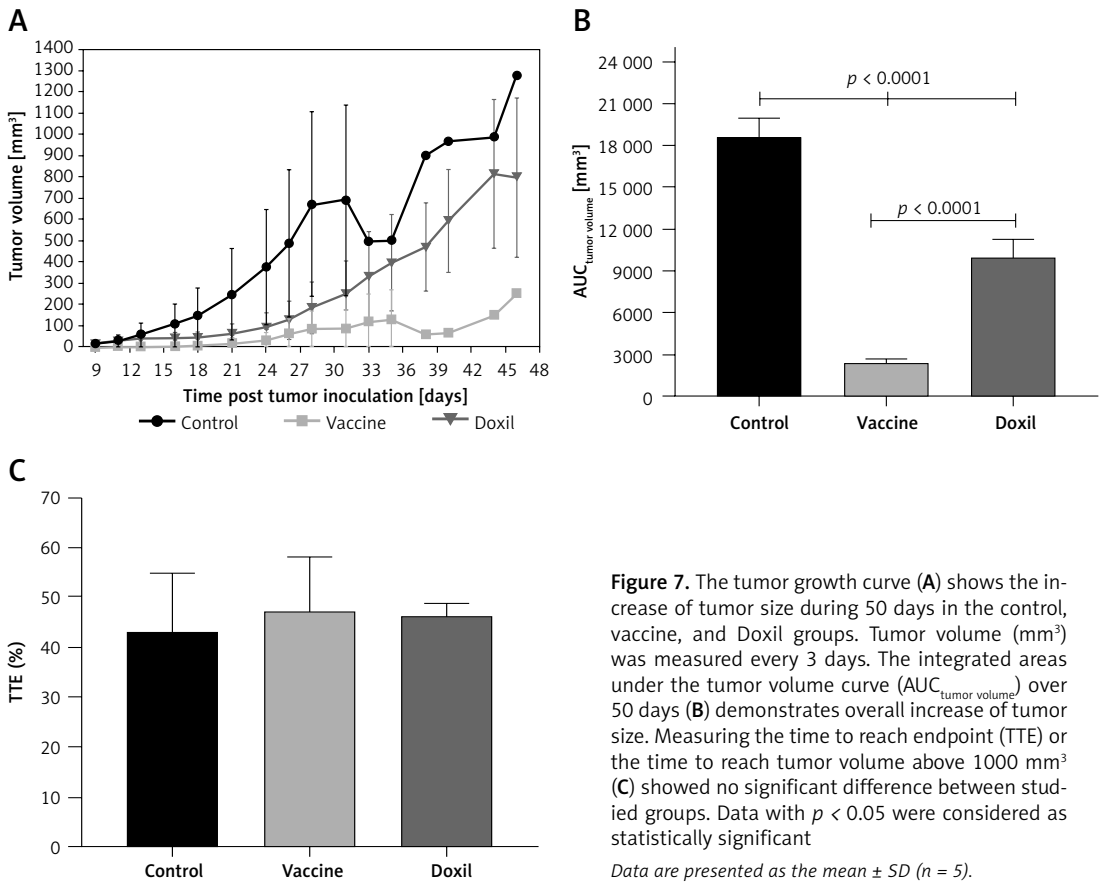 A
Tumor volume [mm³]
1400
1300
1200
1100
1000
900
800
700
600
500
400
300
200
100
0
9 12 15 18 21 24 27 30 33 36 39 42 45 48
Time post tumor inoculation [days]
Control Vaccine Doxil
B
AUCtumor volume [mm³]
24 000
21 000
18 000
15 000
12 000
9000
6000
3000
0
p < 0.0001
p < 0.0001
Control Vaccine Doxil
C
TTE (%)
70
60
50
40
30
20
10
0
Control Vaccine Doxil
Figure 7. The tumor growth curve (A) shows the in-
crease of tumor size during 50 days in the control,
vaccine, and Doxil groups. Tumor volume (mm³)
was measured every 3 days. The integrated areas
under the tumor volume curve (AUCtumor volume) over
50 days (B) demonstrates overall increase of tumor
size. Measuring the time to reach endpoint (TTE) or
the time to reach tumor volume above 1000 mm³
(C) showed no significant difference between stud-
ied groups. Data with p < 0.05 were considered as
statistically significant
Data are presented as the mean ± SD (n = 5).